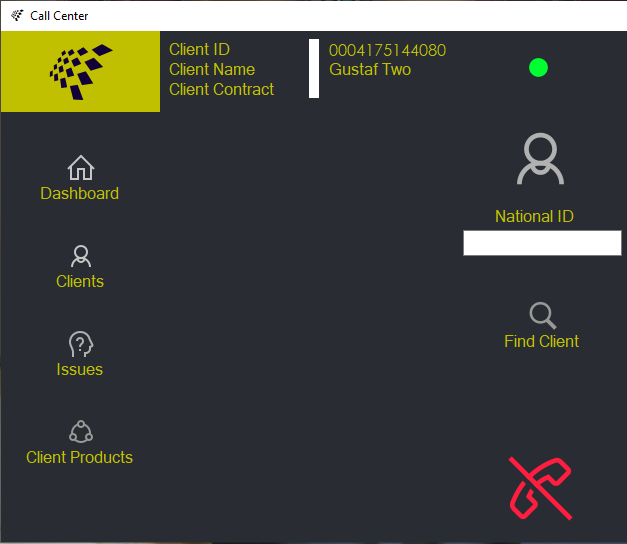 Call Center
Client ID 0004175144080
Client Name Gustaf Two
Client Contract
Dashboard
Clients
Issues
Client Products
National ID
Find Client